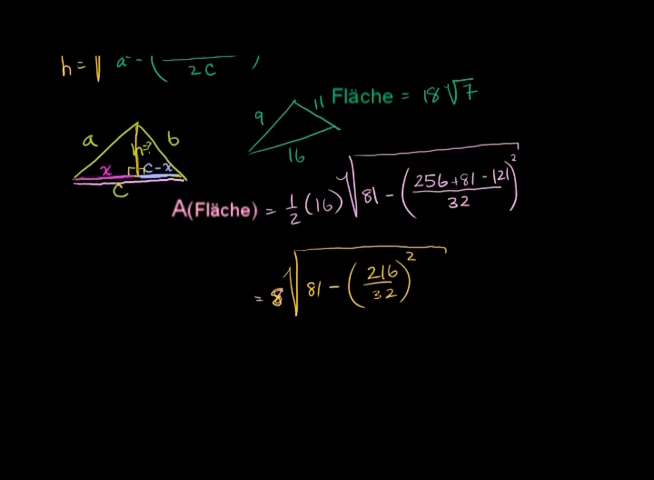 h = √ a² - ( / 2c )
9
11
Fläche = 18√7
16
a
b
h=?
x
c-x
c
A(Fläche) = 1/2 (16) √81 - ((256+81-121)/32)²
= 8 √81 - (216/32)²